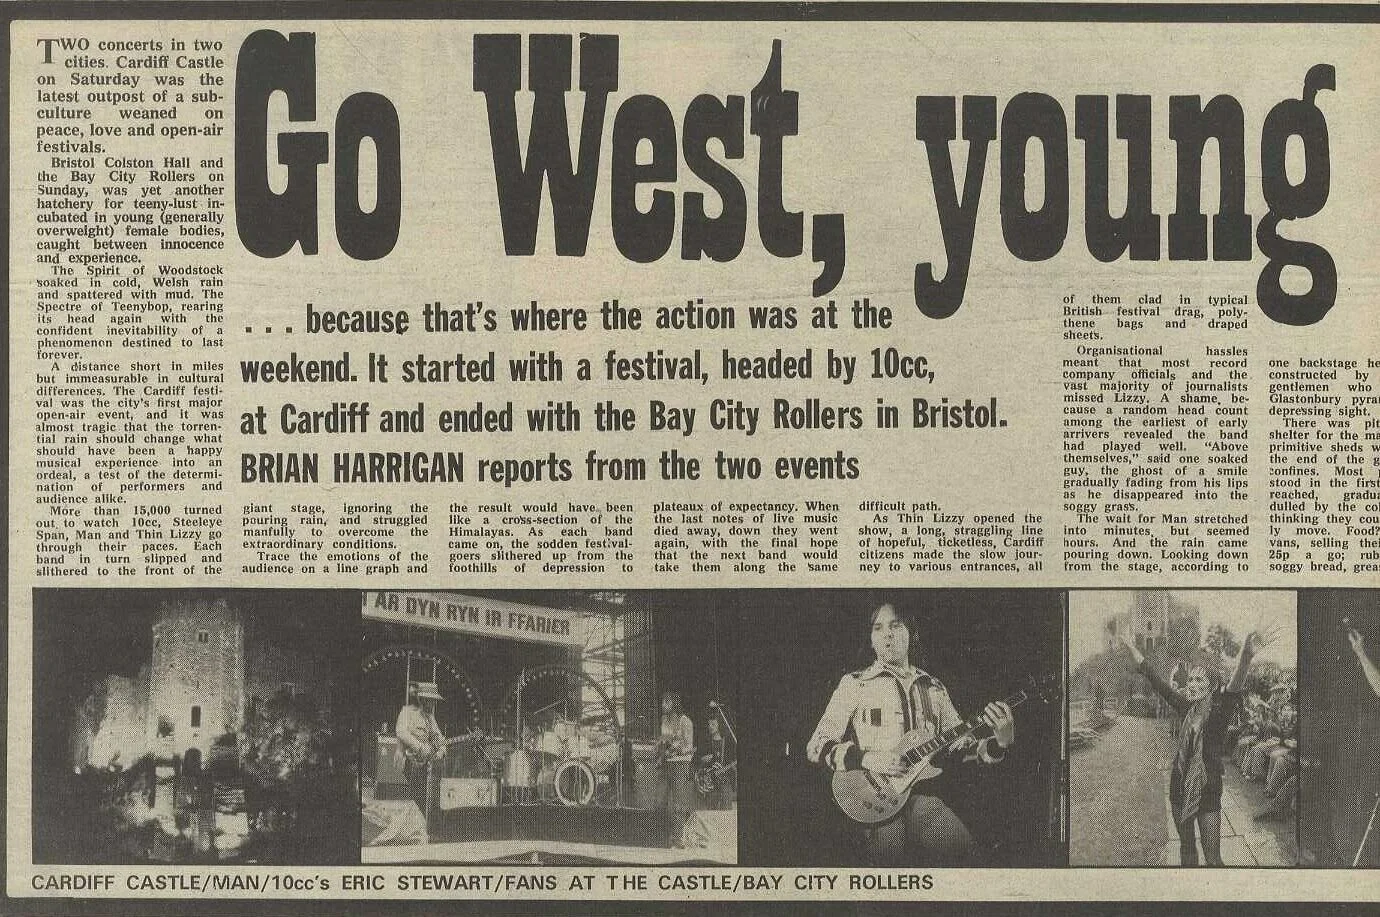 Go West, young
. . . because that's where the action was at the
weekend. It started with a festival, headed by 10cc,
at Cardiff and ended with the Bay City Rollers in Bristol.
BRIAN HARRIGAN reports from the two events
TWO concerts in two
cities. Cardiff Castle
on Saturday was the
latest outpost of a sub-
culture weaned on
peace, love and open-air
festivals.
Bristol Colston Hall and
the Bay City Rollers on
Sunday, was yet another
hatchery for teeny-lust in-
cubated in young (generally
overweight) female bodies,
caught between innocence
and experience.
The Spirit of Woodstock
soaked in cold, Welsh rain
and spattered with mud. The
Spectre of Teenybop, rearing
its head again with the
confident inevitability of a
phenomenon destined to last
forever.
A distance short in miles
but immeasurable in cultural
differences. The Cardiff festi-
val was the city's first major
open-air event, and it was
almost tragic that the torren-
tial rain should change what
should have been a happy
musical experience into an
ordeal, a test of the determi-
nation of performers and
audience alike.
More than 15,000 turned
out to watch 10cc, Steeleye
Span, Man and Thin Lizzy go
through their paces. Each
band in turn slipped and
slithered to the front of the
giant stage, ignoring the
pouring rain, and struggled
manfully to overcome the
extraordinary conditions.
Trace the emotions of the
audience on a line graph and
the result would have been
like a cross-section of the
Himalayas. As each band
came on, the sodden festival-
goers slithered up from the
foothills of depression to
plateaux of expectancy. When
the last notes of live music
died away, down they went
again, with the final hope
that the next band would
take them along the same
difficult path.
As Thin Lizzy opened the
show, a long, straggling line
of hopeful, ticketless, Cardiff
citizens made the slow jour-
ney to various entrances, all
of them clad in typical
British festival drag, poly-
thene bags and draped
sheets.
Organisational hassles
meant that most record
company officials and the
vast majority of journalists
missed Lizzy. A shame, be-
cause a random head count
among the earliest of early
arrivers revealed the band
had played well. "Above
themselves," said one soaked
guy, the ghost of a smile
gradually fading from his lips
as he disappeared into the
soggy grass.
The wait for Man stretched
into minutes, but seemed
hours. And the rain came
pouring down. Looking down
from the stage, according to
one backstage he
constructed by
gentlemen who
Glastonbury pyra
depressing sight.
There was pit
shelter for the ma
primitive sheds w
the end of the g
confines. Most
stood in the first
reached, gradua
dulled by the col
thinking they cou
ly move. Food?
vans, selling thei
25p a go; rub
soggy bread, grea
AR DYN RYN IR FFARIER
CARDIFF CASTLE/MAN/10cc's ERIC STEWART/FANS AT THE CASTLE/BAY CITY ROLLERS